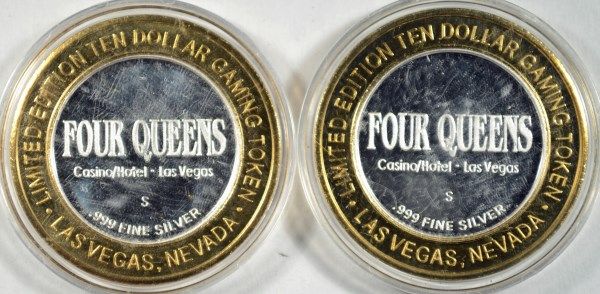 LIMITED EDITION TEN DOLLAR GAMING TOKEN
FOUR QUEENS
Casino/Hotel - Las Vegas
S
.999 FINE SILVER
• LAS VEGAS, NEVADA •
LIMITED EDITION TEN DOLLAR GAMING TOKEN
FOUR QUEENS
Casino/Hotel - Las Vegas
S
.999 FINE SILVER
• LAS VEGAS, NEVADA •